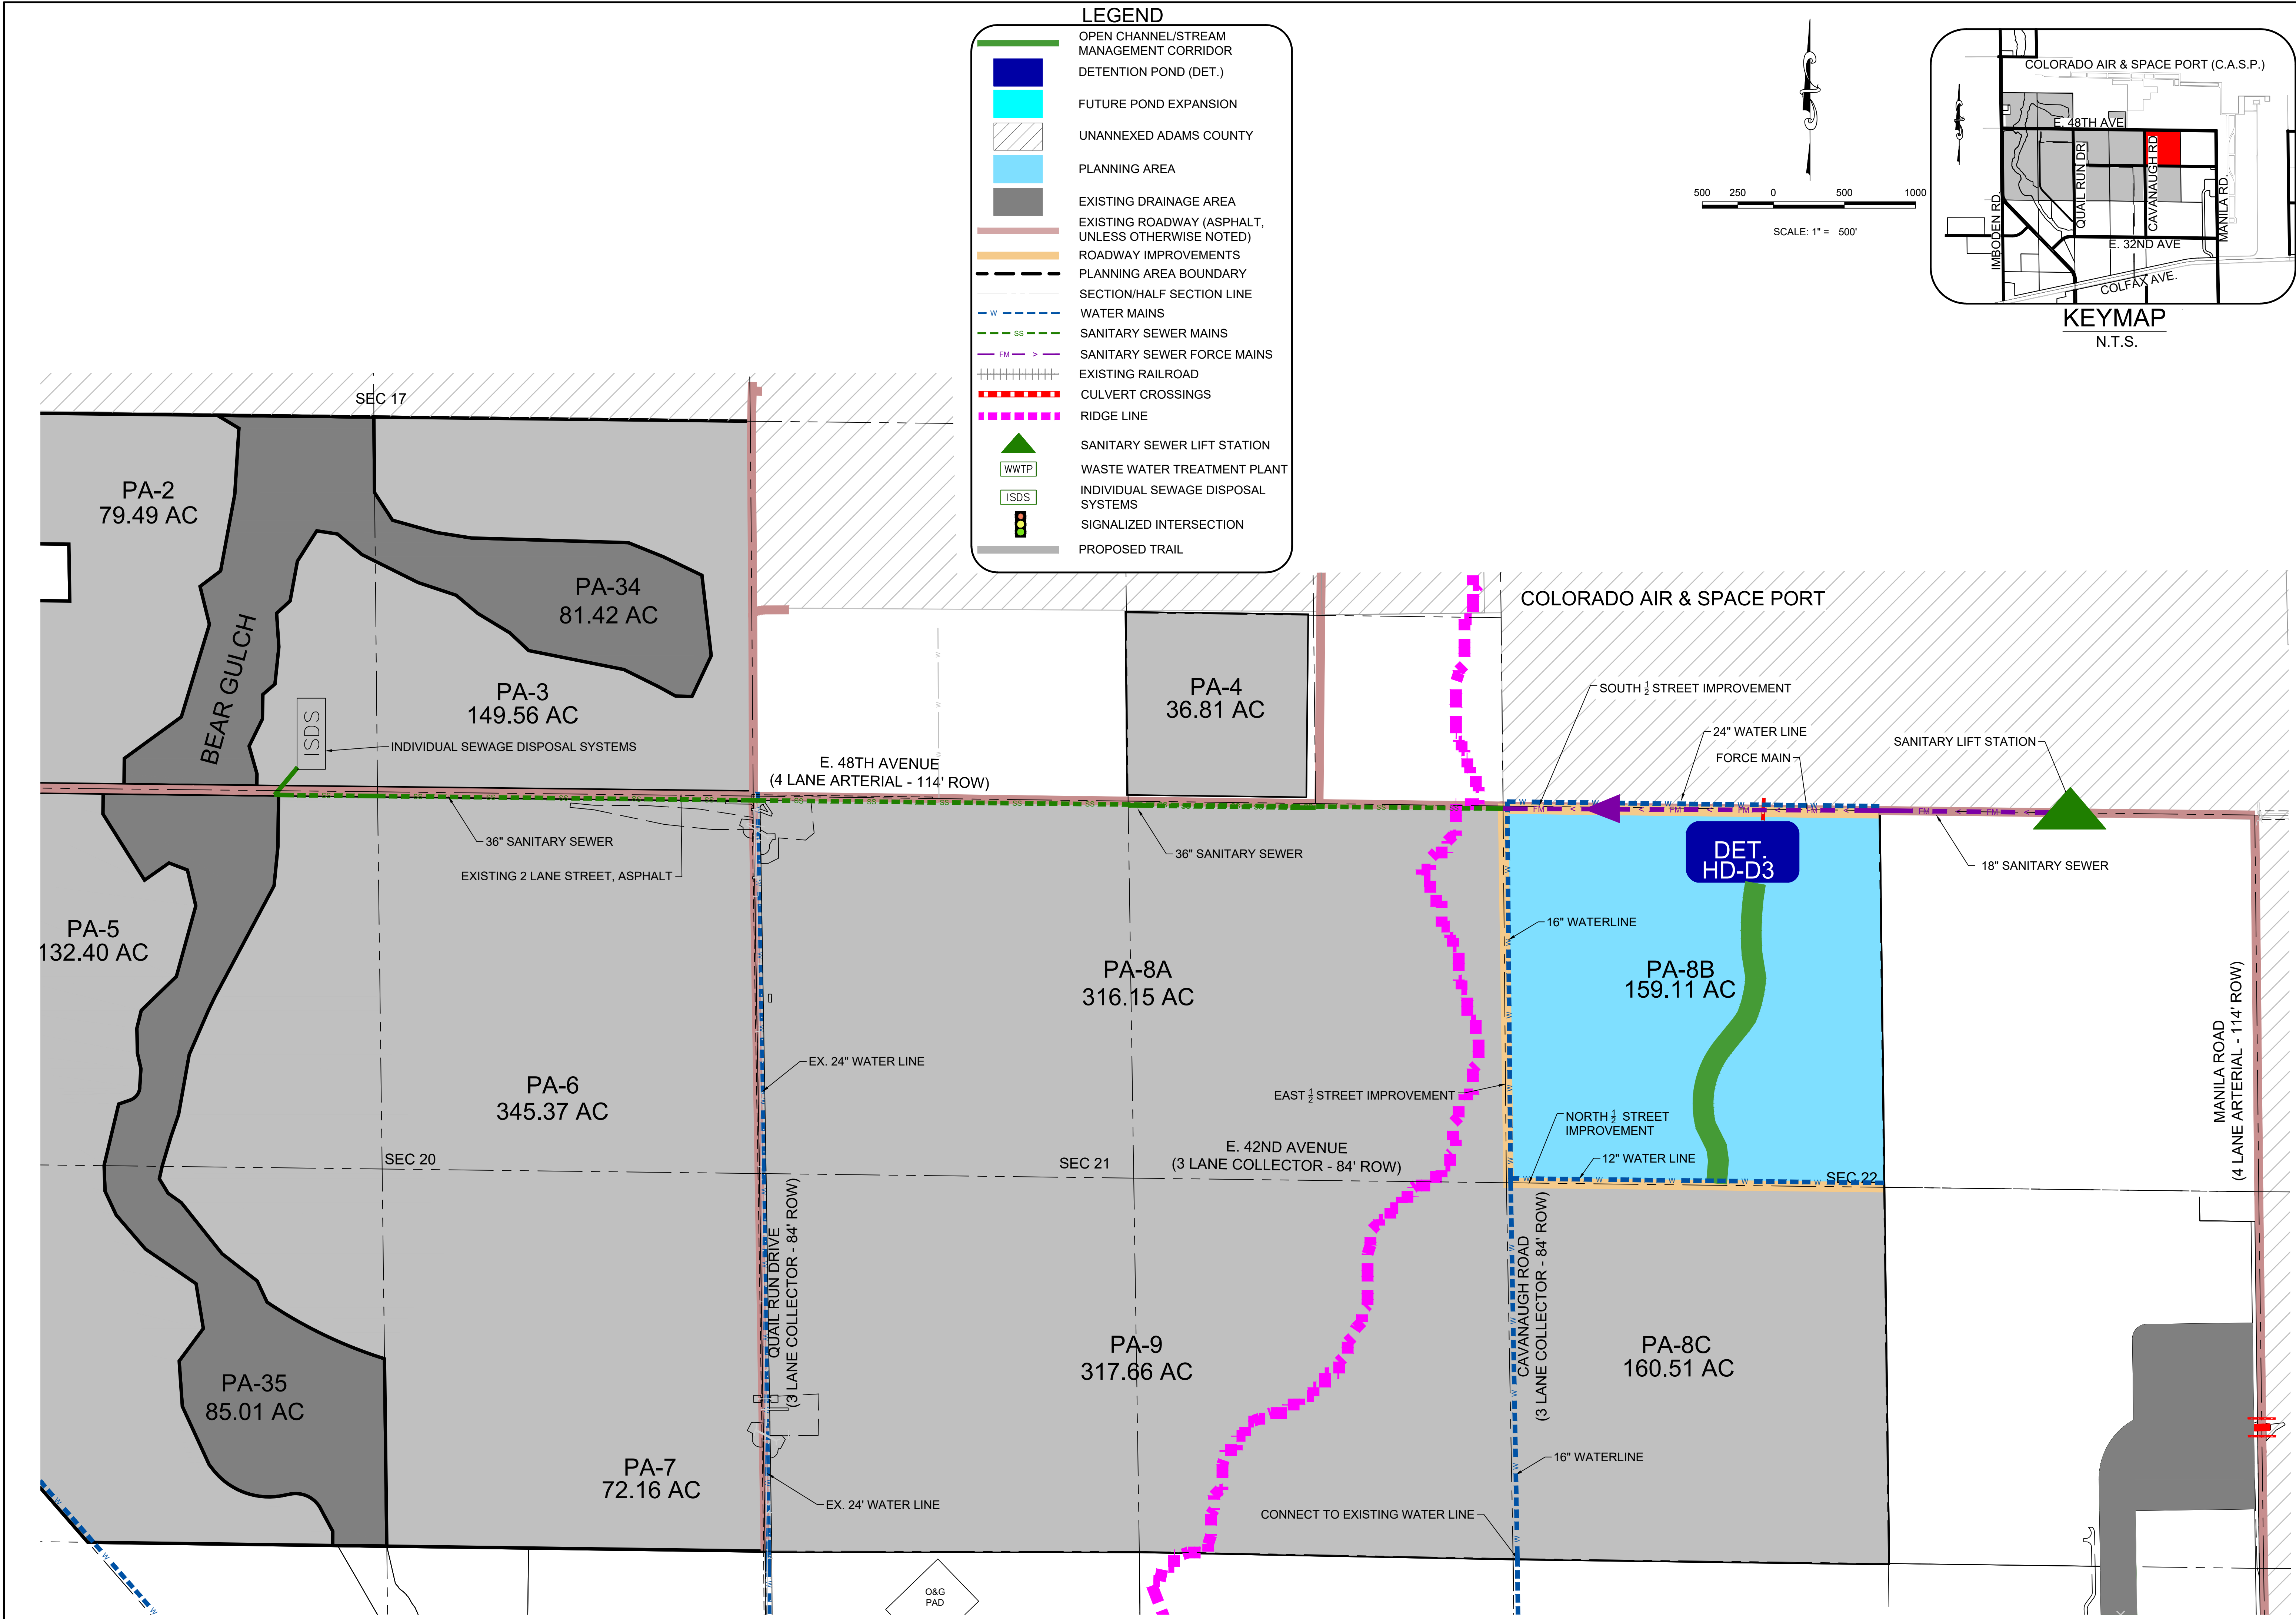 LEGEND
OPEN CHANNEL/STREAM
MANAGEMENT CORRIDOR
DETENTION POND (DET.)
FUTURE POND EXPANSION
UNANNEXED ADAMS COUNTY
PLANNING AREA
EXISTING DRAINAGE AREA
EXISTING ROADWAY (ASPHALT,
UNLESS OTHERWISE NOTED)
ROADWAY IMPROVEMENTS
PLANNING AREA BOUNDARY
SECTION/HALF SECTION LINE
W
WATER MAINS
SS
SANITARY SEWER MAINS
FM >
SANITARY SEWER FORCE MAINS
EXISTING RAILROAD
CULVERT CROSSINGS
RIDGE LINE
SANITARY SEWER LIFT STATION
WWTP
WASTE WATER TREATMENT PLANT
ISDS
INDIVIDUAL SEWAGE DISPOSAL
SYSTEMS
SIGNALIZED INTERSECTION
PROPOSED TRAIL
500 250 0 500 1000
SCALE: 1" = 500'
COLORADO AIR & SPACE PORT (C.A.S.P.)
E. 48TH AVE
IMBODEN RD.
QUAIL RUN DR.
CAVANAUGH RD
MANILA RD.
E. 32ND AVE
COLFAX AVE.
KEYMAP
N.T.S.
SEC 17
PA-2
79.49 AC
PA-34
81.42 AC
BEAR GULCH
PA-3
149.56 AC
ISDS
INDIVIDUAL SEWAGE DISPOSAL SYSTEMS
E. 48TH AVENUE
(4 LANE ARTERIAL - 114' ROW)
PA-4
36.81 AC
COLORADO AIR & SPACE PORT
SOUTH 1/2 STREET IMPROVEMENT
24" WATER LINE
FORCE MAIN
SANITARY LIFT STATION
36" SANITARY SEWER
EXISTING 2 LANE STREET, ASPHALT
36" SANITARY SEWER
18" SANITARY SEWER
DET.
HD-D3
PA-5
132.40 AC
16" WATERLINE
PA-8A
316.15 AC
PA-8B
159.11 AC
EX. 24" WATER LINE
PA-6
345.37 AC
EAST 1/2 STREET IMPROVEMENT
NORTH 1/2 STREET
IMPROVEMENT
MANILA ROAD
(4 LANE ARTERIAL - 114' ROW)
E. 42ND AVENUE
(3 LANE COLLECTOR - 84' ROW)
12" WATER LINE
SEC 20
SEC 21
SEC 22
QUAIL RUN DRIVE
(3 LANE COLLECTOR - 84' ROW)
CAVANAUGH ROAD
(3 LANE COLLECTOR - 84' ROW)
PA-9
317.66 AC
PA-8C
160.51 AC
PA-35
85.01 AC
PA-7
72.16 AC
EX. 24' WATER LINE
16" WATERLINE
CONNECT TO EXISTING WATER LINE
O&G
PAD